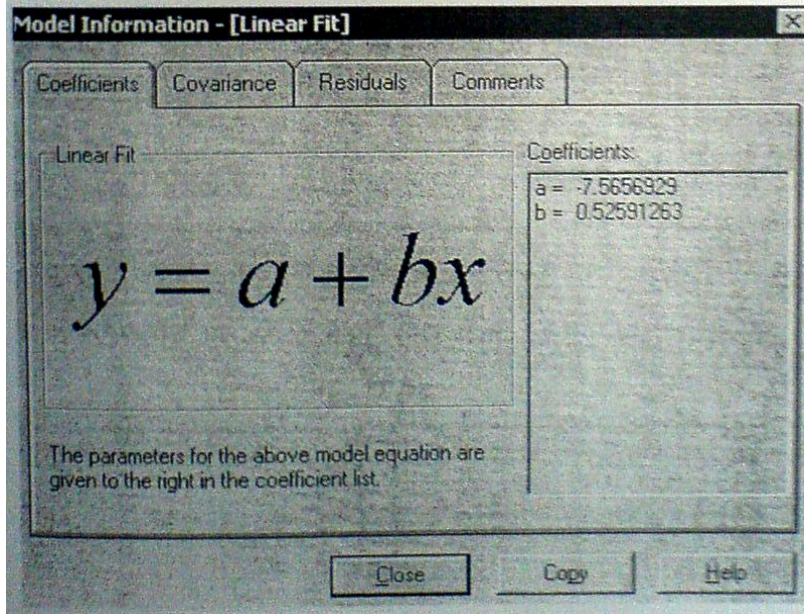 Model Information - [Linear Fit]
Coefficients Covariance Residuals Comments
Linear Fit
y = a + bx
The parameters for the above model equation are
given to the right in the coefficient list.
Coefficients:
a = -7.5656929
b = 0.52591263
Close Copy Help